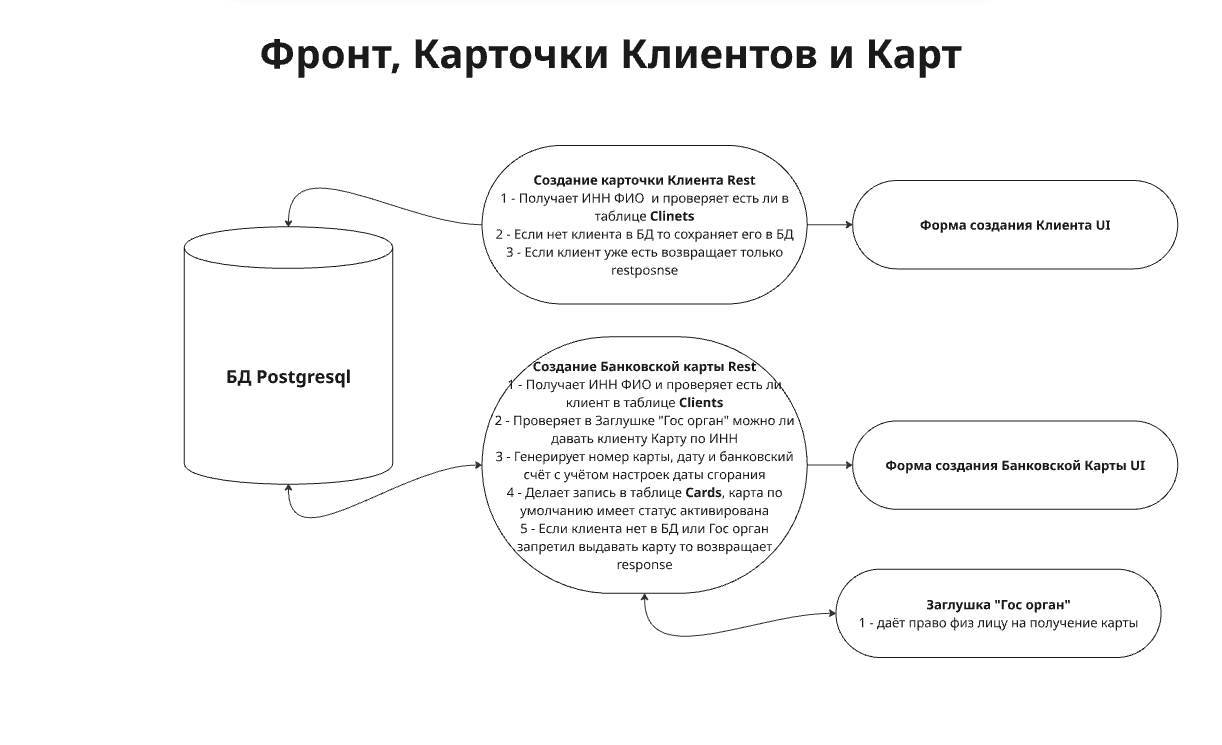 Фронт, Карточки Клиентов и Карт
Создание карточки Клиента Rest
1 - Получает ИНН ФИО  и проверяет есть ли в
таблице Clinets
2 - Если нет клиента в БД то сохраняет его в БД
3 - Если клиент уже есть возвращает только
restposnse
Форма создания Клиента UI
БД Postgresql
Создание Банковской карты Rest
1 - Получает ИНН ФИО и проверяет есть ли
клиент в таблице Clients
2 - Проверяет в Заглушке "Гос орган" можно ли
давать клиенту Карту по ИНН
3 - Генерирует номер карты, дату и банковский
счёт с учётом настроек даты сгорания
4 - Делает запись в таблице Cards, карта по
умолчанию имеет статус активирована
5 - Если клиента нет в БД или Гос орган
запретил выдавать карту то возвращает
response
Форма создания Банковской Карты UI
Заглушка "Гос орган"
1 - даёт право физ лицу на получение карты